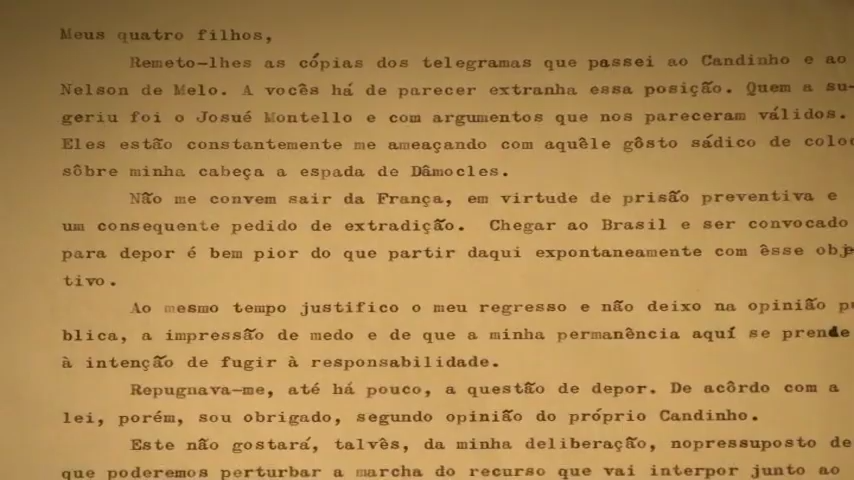 Meus quatro filhos,
Remeto-lhes as cópias dos telegramas que passei ao Candinho e ao
Nelson de Melo. A vocês há de parecer extranha essa posição. Quem a su-
geriu foi o Josué Montello e com argumentos que nos pareceram válidos.
Eles estão constantemente me ameaçando com aquêle gôsto sádico de coloc
sôbre minha cabeça a espada de Dâmocles.
Não me convem sair da França, em virtude de prisão preventiva e
um consequente pedido de extradição. Chegar ao Brasil e ser convocado
para depor é bem pior do que partir daqui expontaneamente com êsse obje
tivo.
Ao mesmo tempo justifico o meu regresso e não deixo na opinião pú
blica, a impressão de medo e de que a minha permanência aquí se prende
à intenção de fugir à responsabilidade.
Repugnava-me, até há pouco, a questão de depor. De acôrdo com a
lei, porém, sou obrigado, segundo opinião do próprio Candinho.
Este não gostará, talvês, da minha deliberação, nopressuposto de
que poderemos perturbar a marcha do recurso que vai interpor junto ao